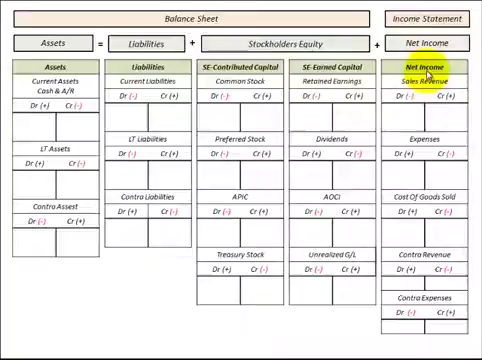 Balance Sheet
Income Statement
Assets = Liabilities + Stockholders Equity + Net Income
Assets
Current Assets
Cash & A/R
Dr (+) Cr (-)
LT Assets
Dr (+) Cr (-)
Contra Assest
Dr (-) Cr (+)
Liabilities
Current Liabilities
Dr (-) Cr (+)
LT Liabilities
Dr (-) Cr (+)
Contra Liabilities
Dr (+) Cr (-)
SE-Contributed Capital
Common Stock
Dr (-) Cr (+)
Preferred Stock
Dr (-) Cr (+)
APIC
Dr (-) Cr (+)
Treasury Stock
Dr (+) Cr (-)
SE-Earned Capital
Retained Earnings
Dr (-) Cr (+)
Dividends
Dr (+) Cr (-)
AOCI
Dr (-) Cr (+)
Unrealized G/L
Dr (-) Cr (+)
Net Income
Sales Revenue
Dr (-) Cr (+)
Expenses
Dr (+) Cr (-)
Cost Of Goods Sold
Dr (+) Cr (-)
Contra Revenue
Dr (+) Cr (-)
Contra Expenses
Dr (-) Cr (+)